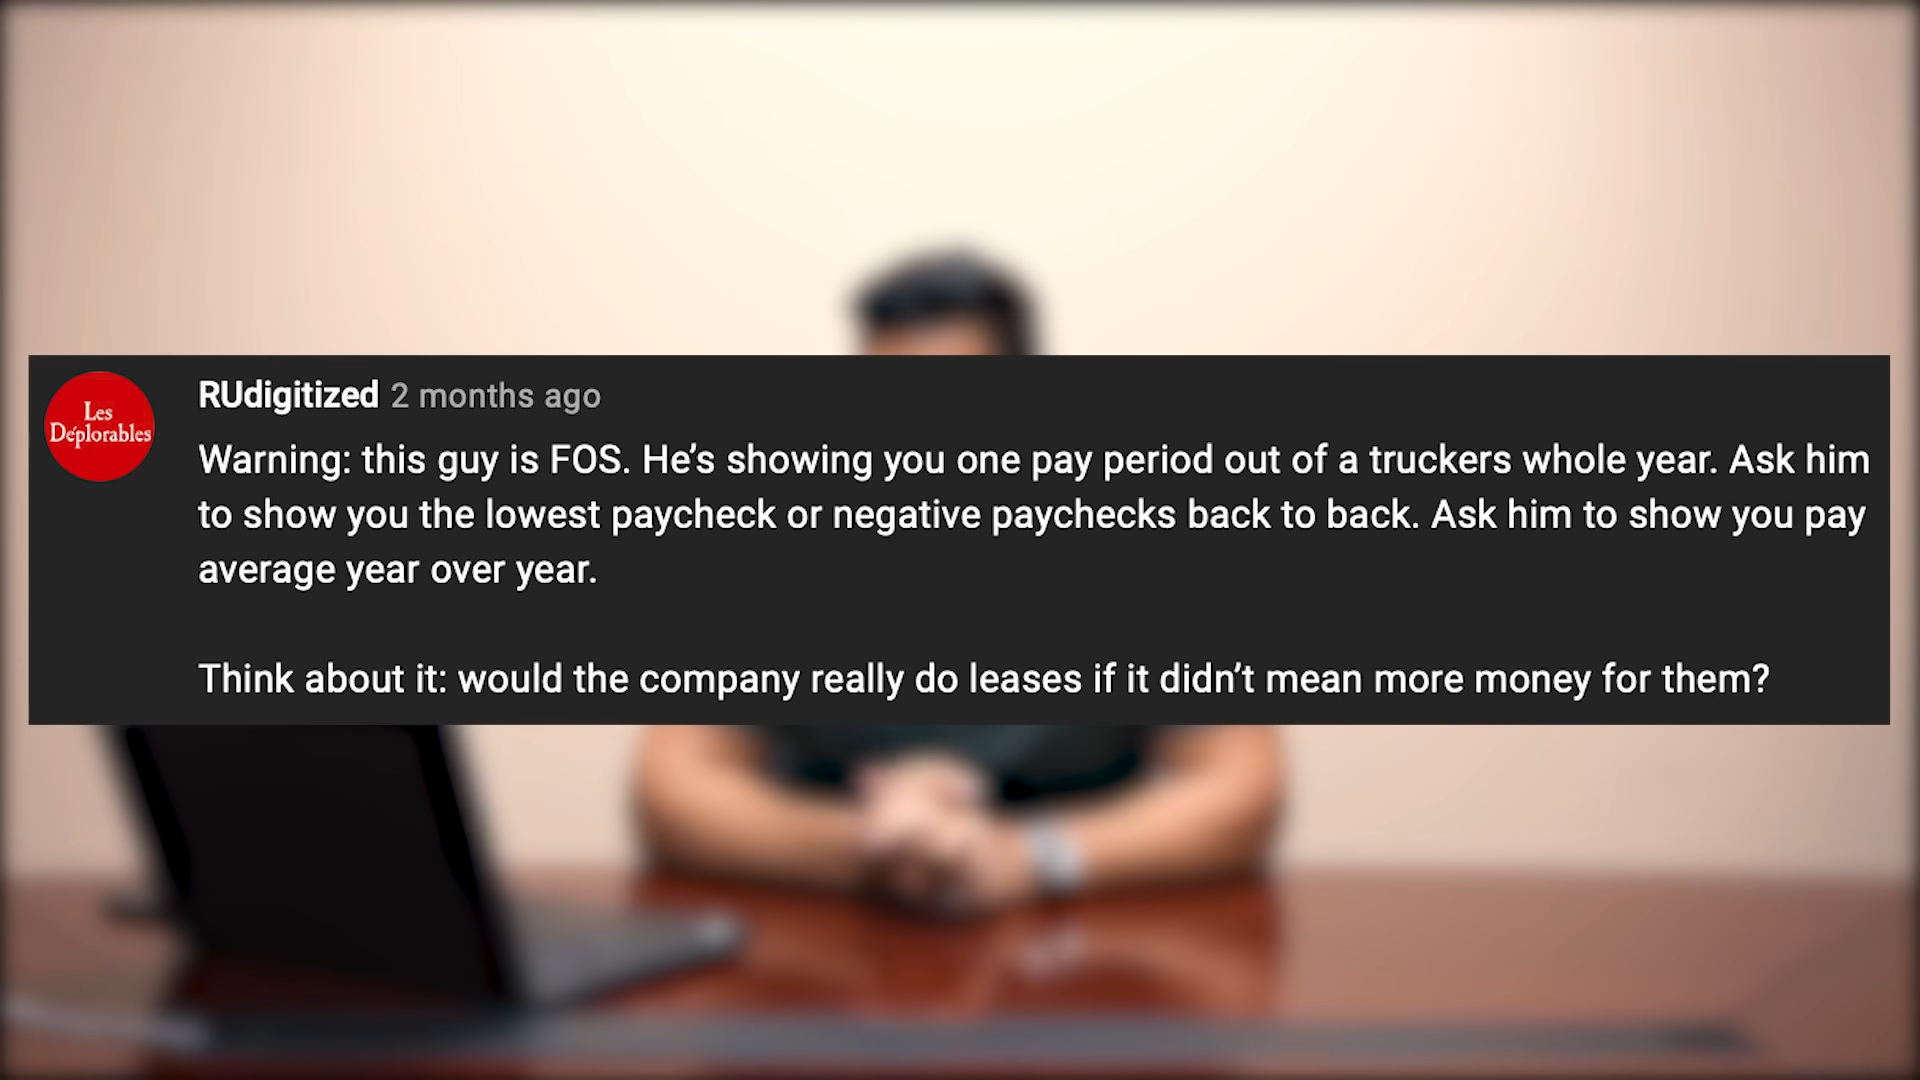 Les
Deplorables
RUdigitized 2 months ago
Warning: this guy is FOS. He’s showing you one pay period out of a truckers whole year. Ask him
to show you the lowest paycheck or negative paychecks back to back. Ask him to show you pay
average year over year.
Think about it: would the company really do leases if it didn’t mean more money for them?